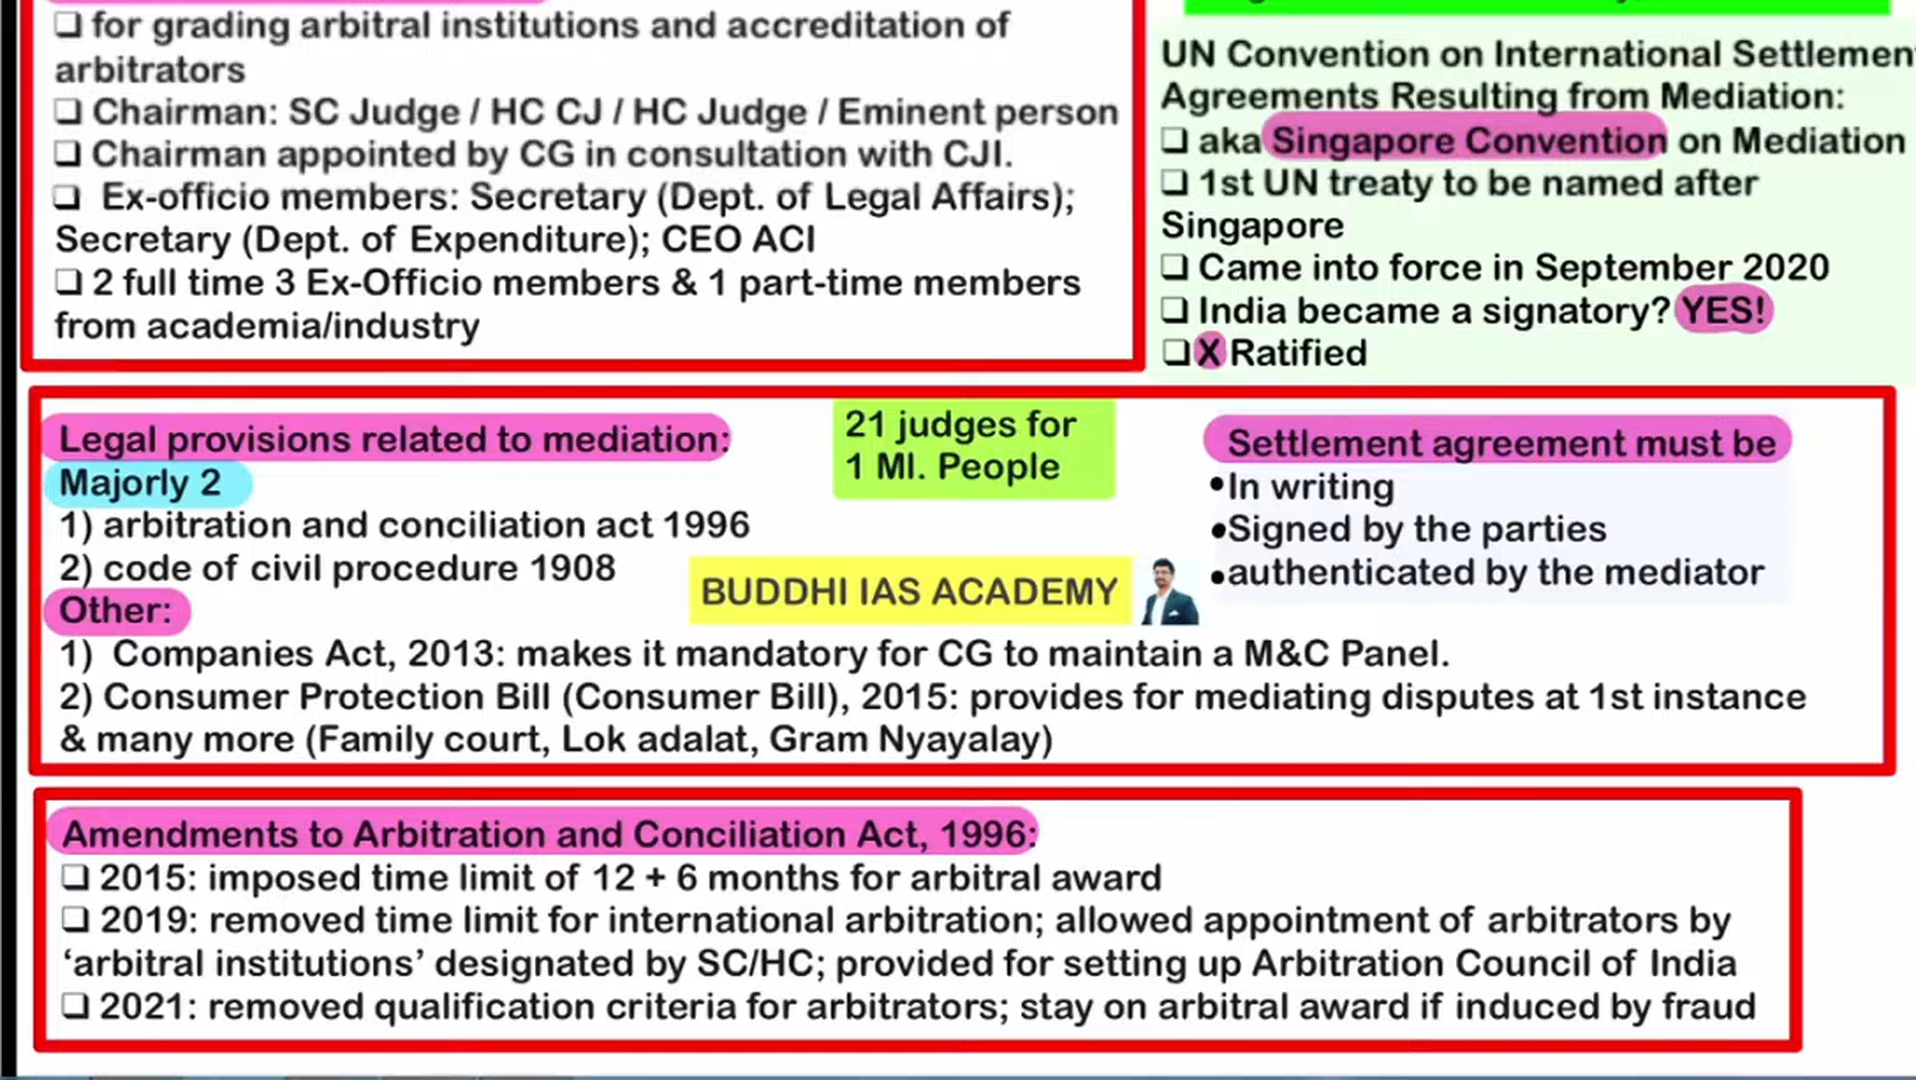 ❑ for grading arbitral institutions and accreditation of
arbitrators
❑ Chairman: SC Judge / HC CJ / HC Judge / Eminent person
❑ Chairman appointed by CG in consultation with CJI.
❑ Ex-officio members: Secretary (Dept. of Legal Affairs);
Secretary (Dept. of Expenditure); CEO ACI
❑ 2 full time 3 Ex-Officio members & 1 part-time members
from academia/industry
UN Convention on International Settlement
Agreements Resulting from Mediation:
❑ aka Singapore Convention on Mediation
❑ 1st UN treaty to be named after
Singapore
❑ Came into force in September 2020
❑ India became a signatory? YES!
❑ X Ratified
Legal provisions related to mediation:
Majorly 2
1) arbitration and conciliation act 1996
2) code of civil procedure 1908
Other:
21 judges for
1 Ml. People
Settlement agreement must be
•In writing
•Signed by the parties
•authenticated by the mediator
BUDDHI IAS ACADEMY
1) Companies Act, 2013: makes it mandatory for CG to maintain a M&C Panel.
2) Consumer Protection Bill (Consumer Bill), 2015: provides for mediating disputes at 1st instance
& many more (Family court, Lok adalat, Gram Nyayalay)
Amendments to Arbitration and Conciliation Act, 1996:
❑ 2015: imposed time limit of 12 + 6 months for arbitral award
❑ 2019: removed time limit for international arbitration; allowed appointment of arbitrators by
‘arbitral institutions’ designated by SC/HC; provided for setting up Arbitration Council of India
❑ 2021: removed qualification criteria for arbitrators; stay on arbitral award if induced by fraud